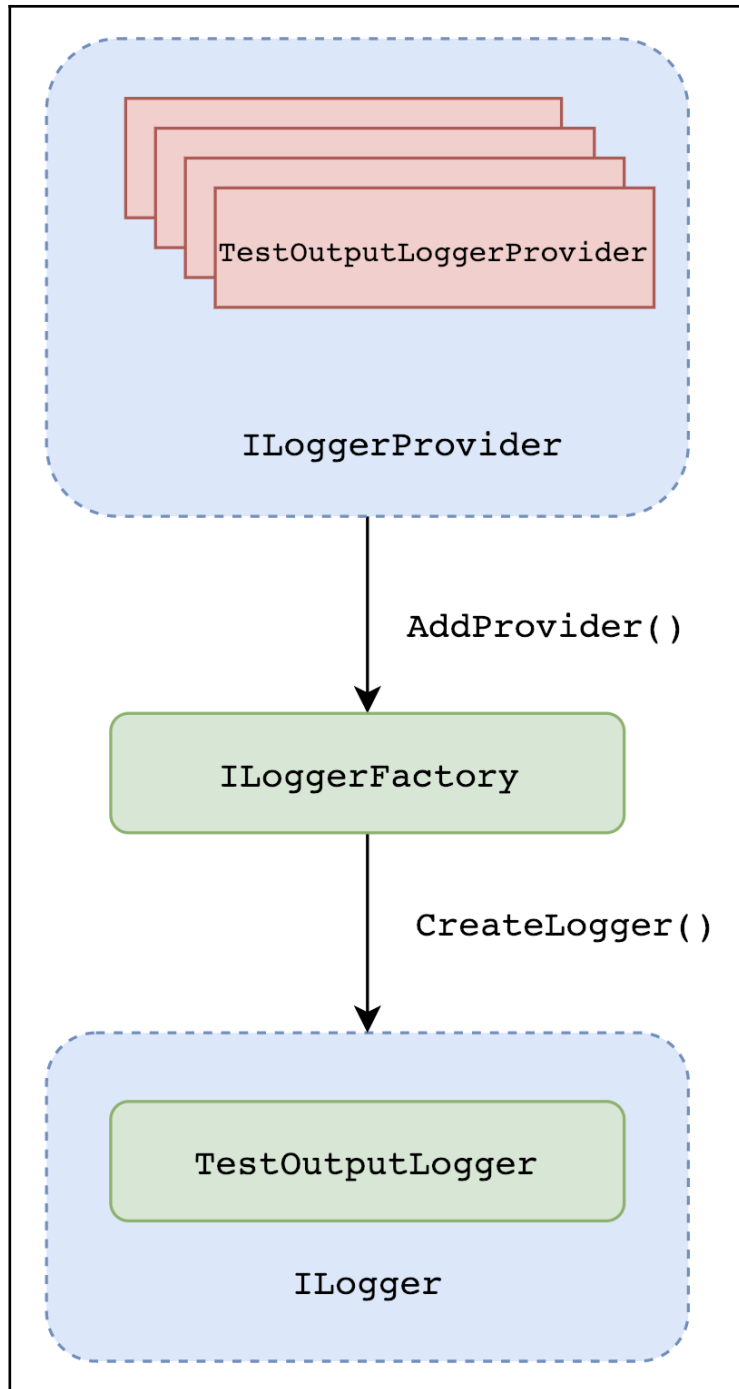 TestOutputLoggerProvider
ILoggerProvider
AddProvider()
ILoggerFactory
CreateLogger()
TestOutputLogger
ILogger